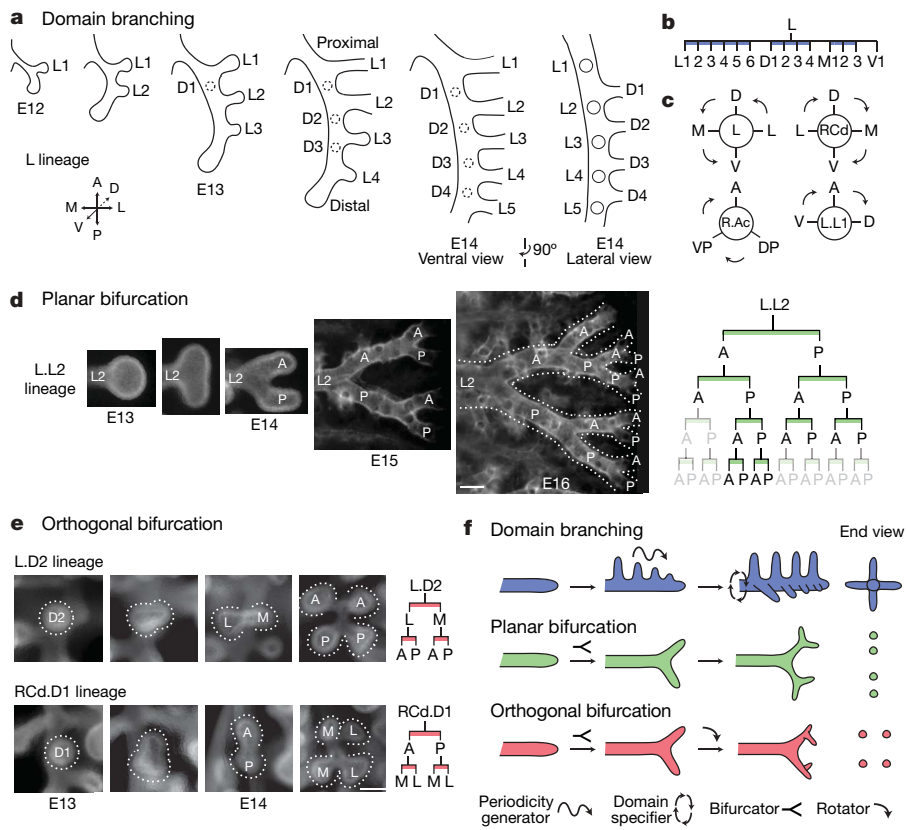 a Domain branching
E12
L1
L1
L2
D1
L1
L2
L3
E13
Proximal
L1
D1
L2
D2
L3
D3
L4
Distal
L1
D1
L2
D2
L3
D3
L4
D4
L5
E14
Ventral view
90°
L1
D1
L2
D2
L3
D3
L4
D4
L5
E14
Lateral view
L lineage
A
D
M
L
V
P
b
L
L1 2 3 4 5 6 D1 2 3 4 M1 2 3 V1
c
D
M L L
V
D
L RCd M
V
A
R.Ac
VP DP
A
V L.L1 D
d Planar bifurcation
L.L2
lineage
L2
E13
L2
L2
A
P
E14
L2
A
P
A
P
A
P
E15
L2
A
P
A
P
A
P
A
P
A
P
A
P
A
P
E16
L.L2
A P
A P A P
A P A P A P A P
A P A P A P A P A P A P A P A P
e Orthogonal bifurcation
L.D2 lineage
D2
L M
A A
P P
L.D2
L M
A P A P
RCd.D1 lineage
D1
A
P
M L
M L
RCd.D1
A P
M L M L
E13
E14
f Domain branching
End view
Planar bifurcation
Orthogonal bifurcation
Periodicity
generator
Domain
specifier
Bifurcator
Rotator